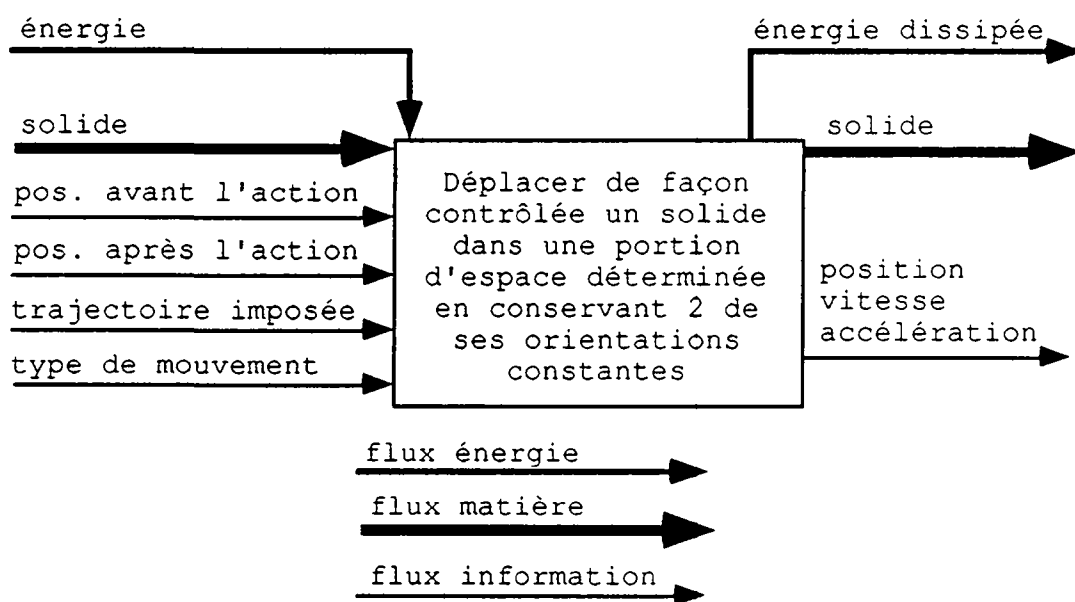 énergie
énergie dissipée
solide
solide
pos. avant l'action
pos. après l'action
trajectoire imposée
type de mouvement
Déplacer de façon
contrôlée un solide
dans une portion
d'espace déterminée
en conservant 2 de
ses orientations
constantes
position
vitesse
accélération
flux énergie
flux matière
flux information